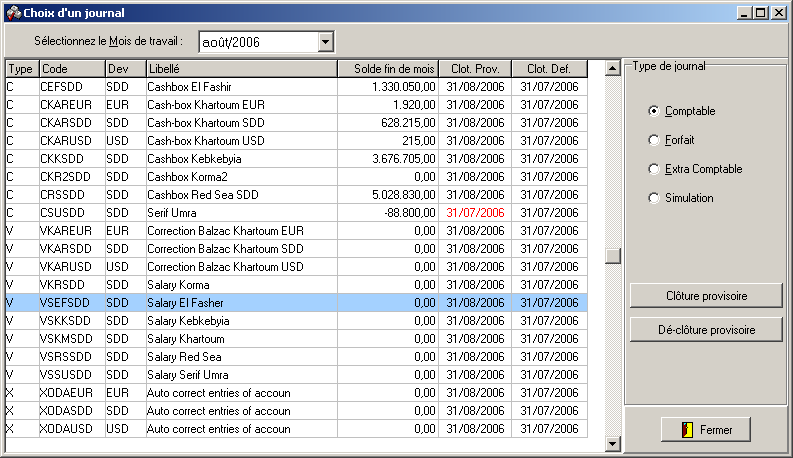 Choix d'un journal
Sélectionnez le Mois de travail : août/2006
Type Code Dev Libellé Solde fin de mois Clot. Prov. Clot. Def.
C CEFSDD SDD Cashbox El Fashir 1.330.050,00 31/08/2006 31/07/2006
C CKAREUR EUR Cash-box Khartoum EUR 1.920,00 31/08/2006 31/07/2006
C CKARSDD SDD Cash-box Khartoum SDD 628.215,00 31/08/2006 31/07/2006
C CKARUSD USD Cash-box Khartoum USD 215,00 31/08/2006 31/07/2006
C CKKSDD SDD Cashbox Kebkebyia 3.676.705,00 31/08/2006 31/07/2006
C CKR2SDD SDD Cashbox Korma2 0,00 31/08/2006 31/07/2006
C CRSSDD SDD Cashbox Red Sea SDD 5.028.830,00 31/08/2006 31/07/2006
C CSUSDD SDD Serif Umra -88.800,00 31/07/2006 31/07/2006
V VKAREUR EUR Correction Balzac Khartoum EUR 0,00 31/08/2006 31/07/2006
V VKARSDD SDD Correction Balzac Khartoum SDD 0,00 31/08/2006 31/07/2006
V VKARUSD USD Correction Balzac Khartoum USD 0,00 31/08/2006 31/07/2006
V VKRSDD SDD Salary Korma 0,00 31/08/2006 31/07/2006
V VSEFSDD SDD Salary El Fasher 0,00 31/08/2006 31/07/2006
V VSKKSDD SDD Salary Kebkebyia 0,00 31/08/2006 31/07/2006
V VSKMSDD SDD Salary Khartoum 0,00 31/08/2006 31/07/2006
V VSRSSDD SDD Salary Red Sea 0,00 31/08/2006 31/07/2006
V VSSUSDD SDD Salary Serif Umra 0,00 31/08/2006 31/07/2006
X XODAEUR EUR Auto correct entries of accoun 0,00 31/08/2006 31/07/2006
X XODASDD SDD Auto correct entries of accoun 0,00 31/08/2006 31/07/2006
X XODAUSD USD Auto correct entries of accoun 0,00 31/08/2006 31/07/2006
Type de journal
Comptable
Forfait
Extra Comptable
Simulation
Clôture provisoire
Dé-clôture provisoire
Fermer